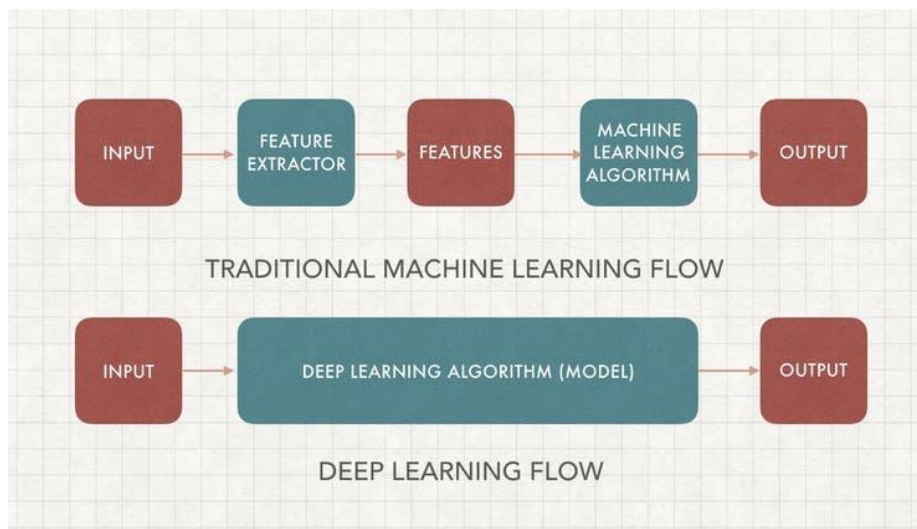 INPUT
FEATURE
EXTRACTOR
FEATURES
MACHINE
LEARNING
ALGORITHM
OUTPUT
TRADITIONAL MACHINE LEARNING FLOW
INPUT
DEEP LEARNING ALGORITHM (MODEL)
OUTPUT
DEEP LEARNING FLOW